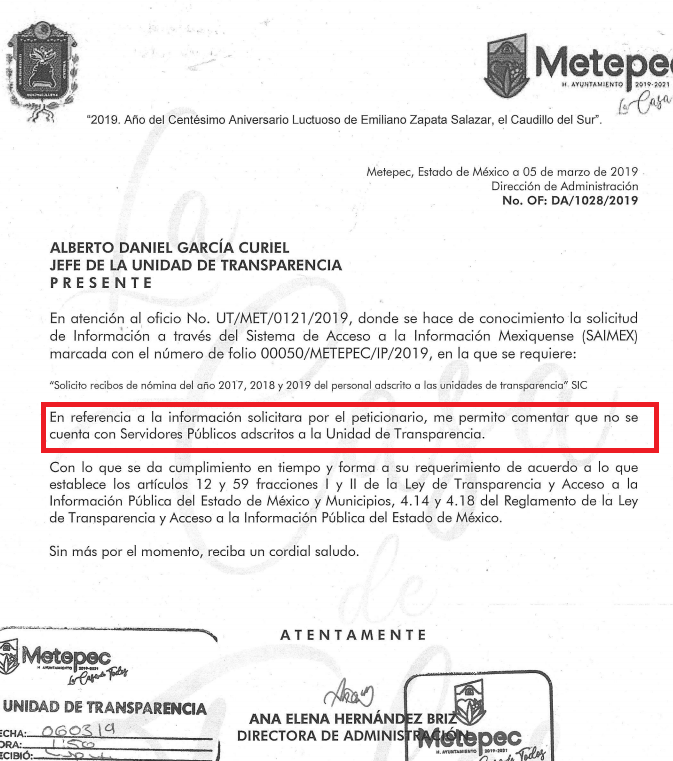 Metepec
H. AYUNTAMIENTO 2019-2021
La Casa
"2019. Año del Centésimo Aniversario Luctuoso de Emiliano Zapata Salazar, el Caudillo del Sur".
Metepec, Estado de México a 05 de marzo de 2019
Dirección de Administración
No. OF: DA/1028/2019
ALBERTO DANIEL GARCÍA CURIEL
JEFE DE LA UNIDAD DE TRANSPARENCIA
P R E S E N T E
En atención al oficio No. UT/MET/0121/2019, donde se hace de conocimiento la solicitud
de Información a través del Sistema de Acceso a la Información Mexiquense (SAIMEX)
marcada con el número de folio 00050/METEPEC/IP/2019, en la que se requiere:
"Solicito recibos de nómina del año 2017, 2018 y 2019 del personal adscrito a las unidades de transparencia" SIC
En referencia a la información solicitara por el peticionario, me permito comentar que no se
cuenta con Servidores Públicos adscritos a la Unidad de Transparencia.
Con lo que se da cumplimiento en tiempo y forma a su requerimiento de acuerdo a lo que
establece los artículos 12 y 59 fracciones I y II de la Ley de Transparencia y Acceso a la
Información Pública del Estado de México y Municipios, 4.14 y 4.18 del Reglamento de la Ley
de Transparencia y Acceso a la Información Pública del Estado de México.
Sin más por el momento, reciba un cordial saludo.
A T E N T A M E N T E
Metepec
H. AYUNTAMIENTO 2019-2021
La Casa de Todos
UNIDAD DE TRANSPARENCIA
FECHA: 060319
HORA: 1:50
RECIBIÓ:
ANA ELENA HERNÁNDEZ BRIZ
DIRECTORA DE ADMINISTRACIÓN
Metepec
H. AYUNTAMIENTO 2019-2021
La Casa de Todos